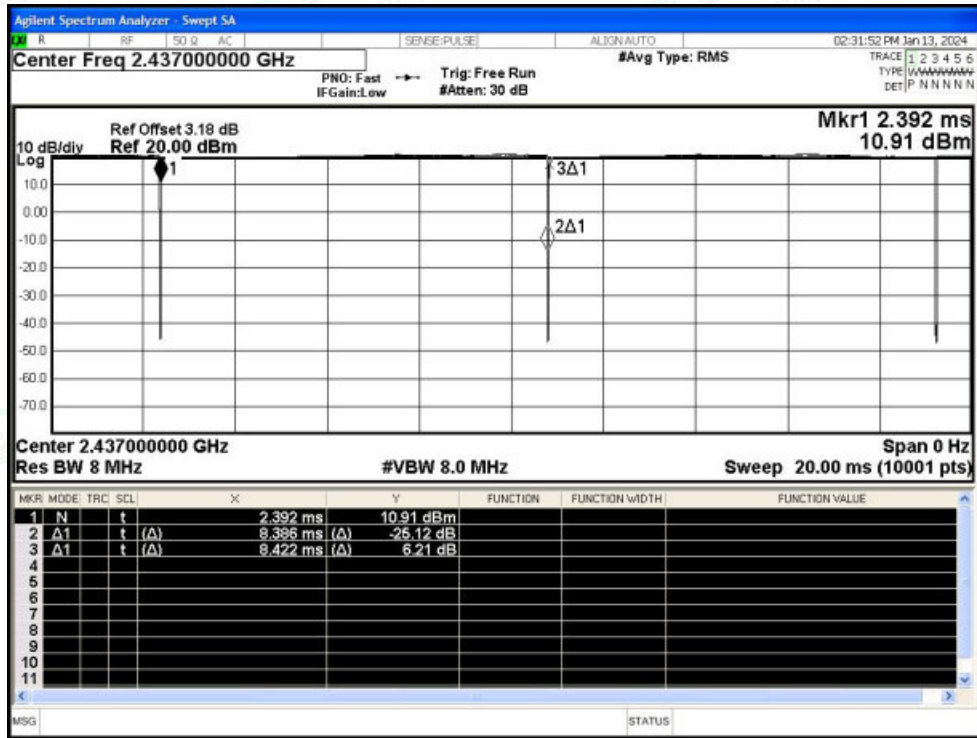 Agilent Spectrum Analyzer - Swept SA
R RF 50 Ω AC SENSE:PULSE ALIGN AUTO 02:31:52 PM Jan 13, 2024
Center Freq 2.437000000 GHz #Avg Type: RMS TRACE 1 2 3 4 5 6
PNO: Fast Trig: Free Run TYPE
IFGain:Low #Atten: 30 dB DET P N N N N N
Mkr1 2.392 ms
Ref Offset 3.18 dB
10 dB/div Ref 20.00 dBm 10.91 dBm
Log
1
3Δ1
10.0
0.00
2Δ1
-10.0
-20.0
-30.0
-40.0
-50.0
-60.0
-70.0
Center 2.437000000 GHz Span 0 Hz
Res BW 8 MHz #VBW 8.0 MHz Sweep 20.00 ms (10001 pts)
MKR MODE TRC SCL X Y FUNCTION FUNCTION WIDTH FUNCTION VALUE
1 N t 2.392 ms 10.91 dBm
2 Δ1 t (Δ) 8.386 ms (Δ) -25.12 dB
3 Δ1 t (Δ) 8.422 ms (Δ) 6.21 dB
4
5
6
7
8
9
10
11
MSG STATUS